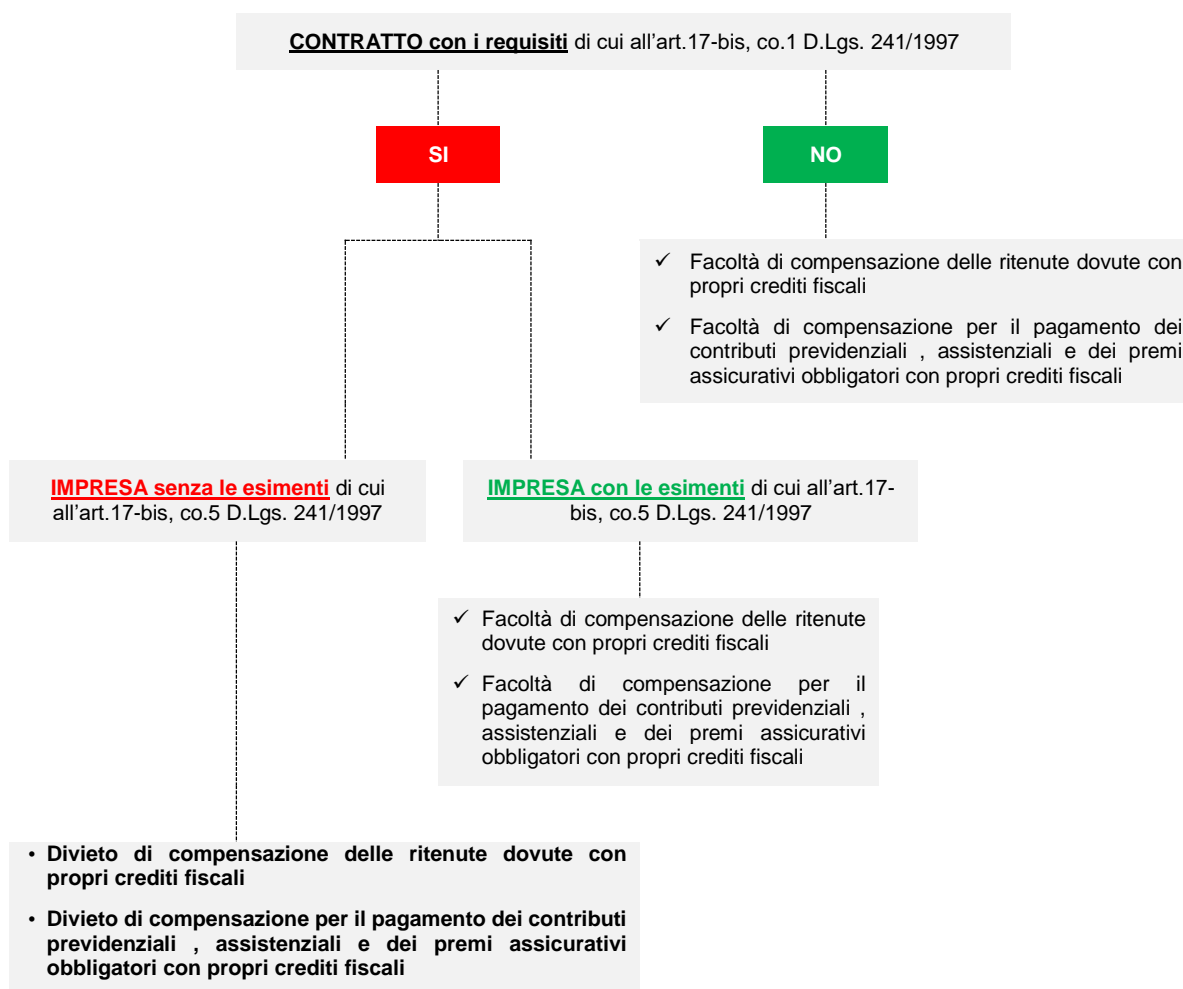 CONTRATTO con i requisiti di cui all'art.17-bis, co.1 D.Lgs. 241/1997
SI
NO
✓ Facoltà di compensazione delle ritenute dovute con
propri crediti fiscali
✓ Facoltà di compensazione per il pagamento dei
contributi previdenziali , assistenziali e dei premi
assicurativi obbligatori con propri crediti fiscali
IMPRESA senza le esimenti di cui
all'art.17-bis, co.5 D.Lgs. 241/1997
IMPRESA con le esimenti di cui all'art.17-
bis, co.5 D.Lgs. 241/1997
✓ Facoltà di compensazione delle ritenute
dovute con propri crediti fiscali
✓ Facoltà di compensazione per il
pagamento dei contributi previdenziali ,
assistenziali e dei premi assicurativi
obbligatori con propri crediti fiscali
• Divieto di compensazione delle ritenute dovute con
propri crediti fiscali
• Divieto di compensazione per il pagamento dei contributi
previdenziali , assistenziali e dei premi assicurativi
obbligatori con propri crediti fiscali